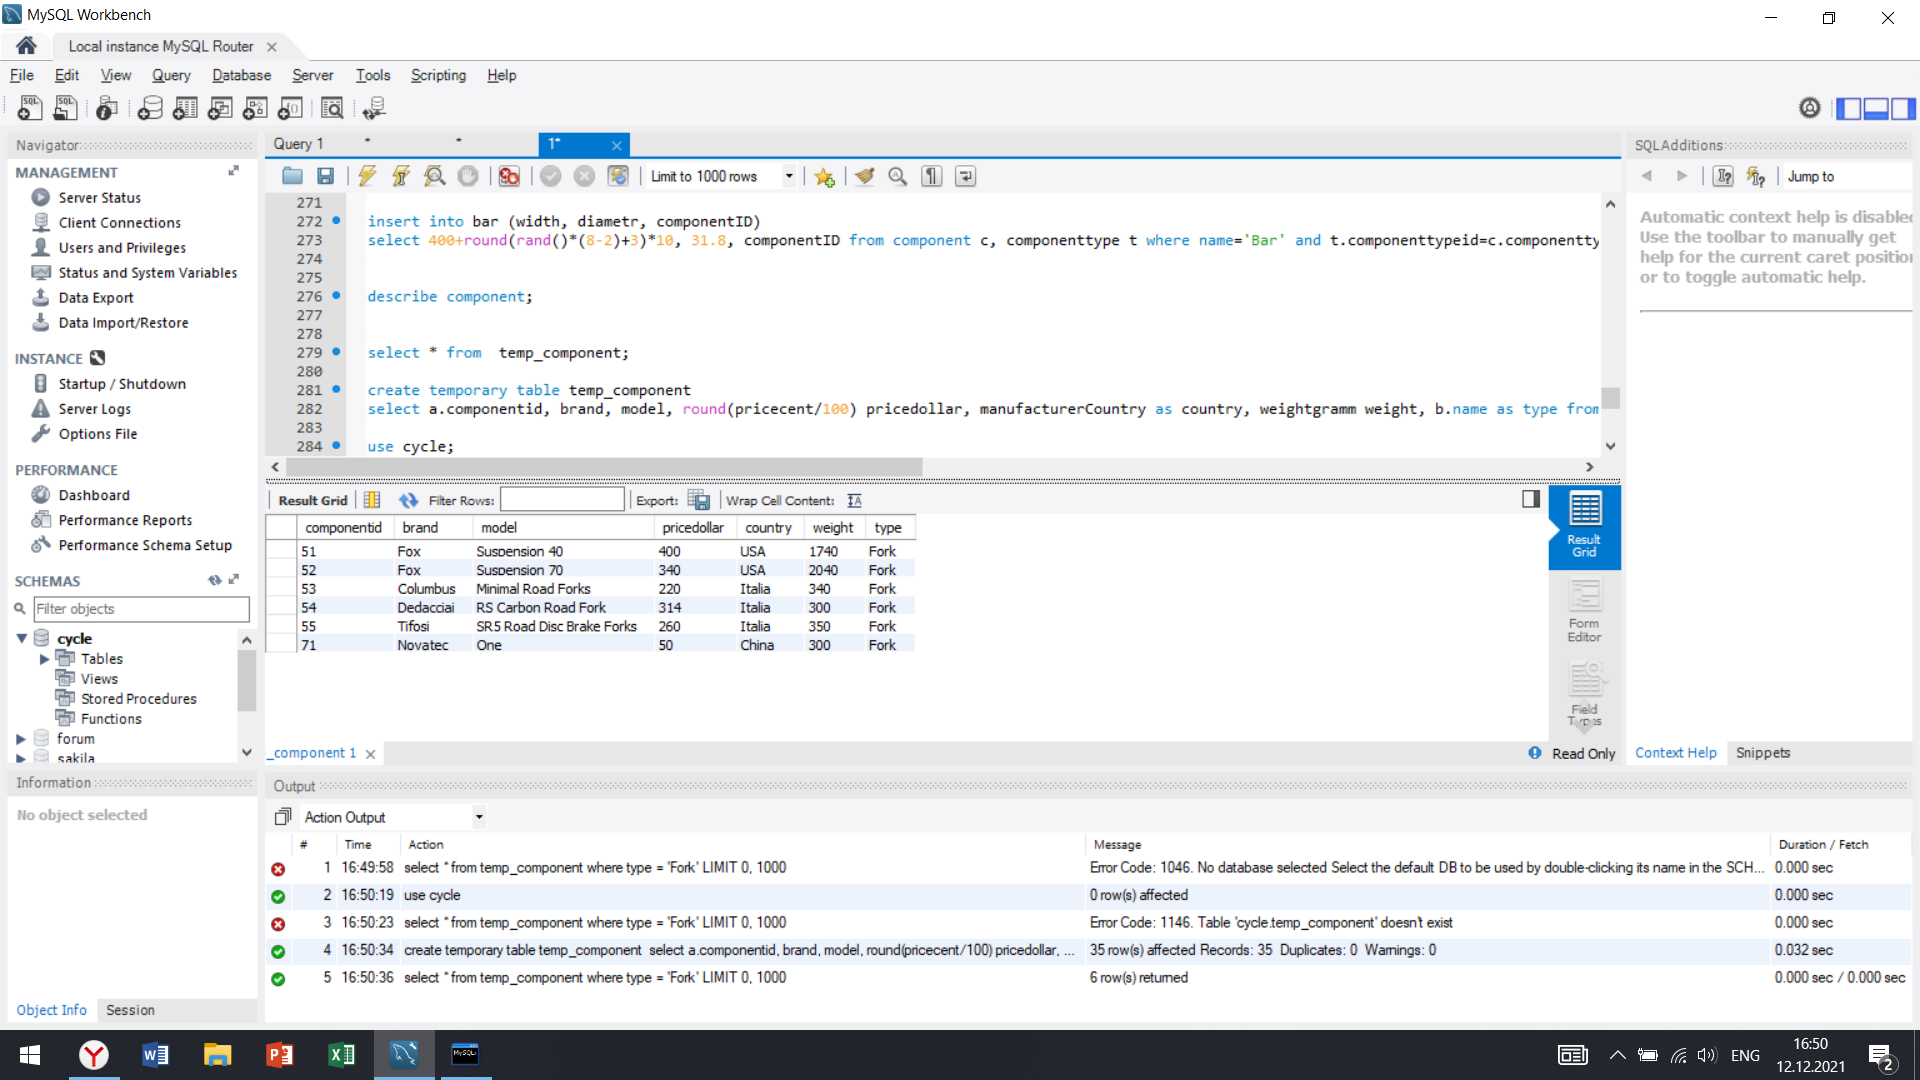 MySQL Workbench
Local instance MySQL Router
File Edit View Query Database Server Tools Scripting Help
Navigator
MANAGEMENT
Server Status
Client Connections
Users and Privileges
Status and System Variables
Data Export
Data Import/Restore
INSTANCE
Startup / Shutdown
Server Logs
Options File
PERFORMANCE
Dashboard
Performance Reports
Performance Schema Setup
SCHEMAS
Filter objects
cycle
Tables
Views
Stored Procedures
Functions
forum
sakila
Information
No object selected
Object Info Session
Query 1 * * 1*
Limit to 1000 rows
271
272 insert into bar (width, diametr, componentID)
273 select 400+round(rand()*(8-2)+3)*10, 31.8, componentID from component c, componenttype t where name='Bar' and t.componenttypeid=c.componentty
274
275
276 describe component;
277
278
279 select * from temp_component;
280
281 create temporary table temp_component
282 select a.componentid, brand, model, round(pricecent/100) pricedollar, manufacturerCountry as country, weightgramm weight, b.name as type from
283
284 use cycle;
Result Grid Filter Rows: Export: Wrap Cell Content:
componentid brand model pricedollar country weight type
51 Fox Suspension 40 400 USA 1740 Fork
52 Fox Suspension 70 340 USA 2040 Fork
53 Columbus Minimal Road Forks 220 Italia 340 Fork
54 Dedacciai RS Carbon Road Fork 314 Italia 300 Fork
55 Tifosi SR5 Road Disc Brake Forks 260 Italia 350 Fork
71 Novatec One 50 China 300 Fork
Result Grid
Form Editor
Field Types
_component 1
Read Only
SQLAdditions
Jump to
Automatic context help is disabled
Use the toolbar to manually get
help for the current caret position
or to toggle automatic help.
Context Help Snippets
Output
Action Output
# Time Action Message Duration / Fetch
1 16:49:58 select * from temp_component where type = 'Fork' LIMIT 0, 1000 Error Code: 1046. No database selected Select the default DB to be used by double-clicking its name in the SCH... 0.000 sec
2 16:50:19 use cycle 0 row(s) affected 0.000 sec
3 16:50:23 select * from temp_component where type = 'Fork' LIMIT 0, 1000 Error Code: 1146. Table 'cycle.temp_component' doesn't exist 0.000 sec
4 16:50:34 create temporary table temp_component select a.componentid, brand, model, round(pricecent/100) pricedollar, ... 35 row(s) affected Records: 35 Duplicates: 0 Warnings: 0 0.032 sec
5 16:50:36 select * from temp_component where type = 'Fork' LIMIT 0, 1000 6 row(s) returned 0.000 sec / 0.000 sec
ENG
16:50
12.12.2021
2